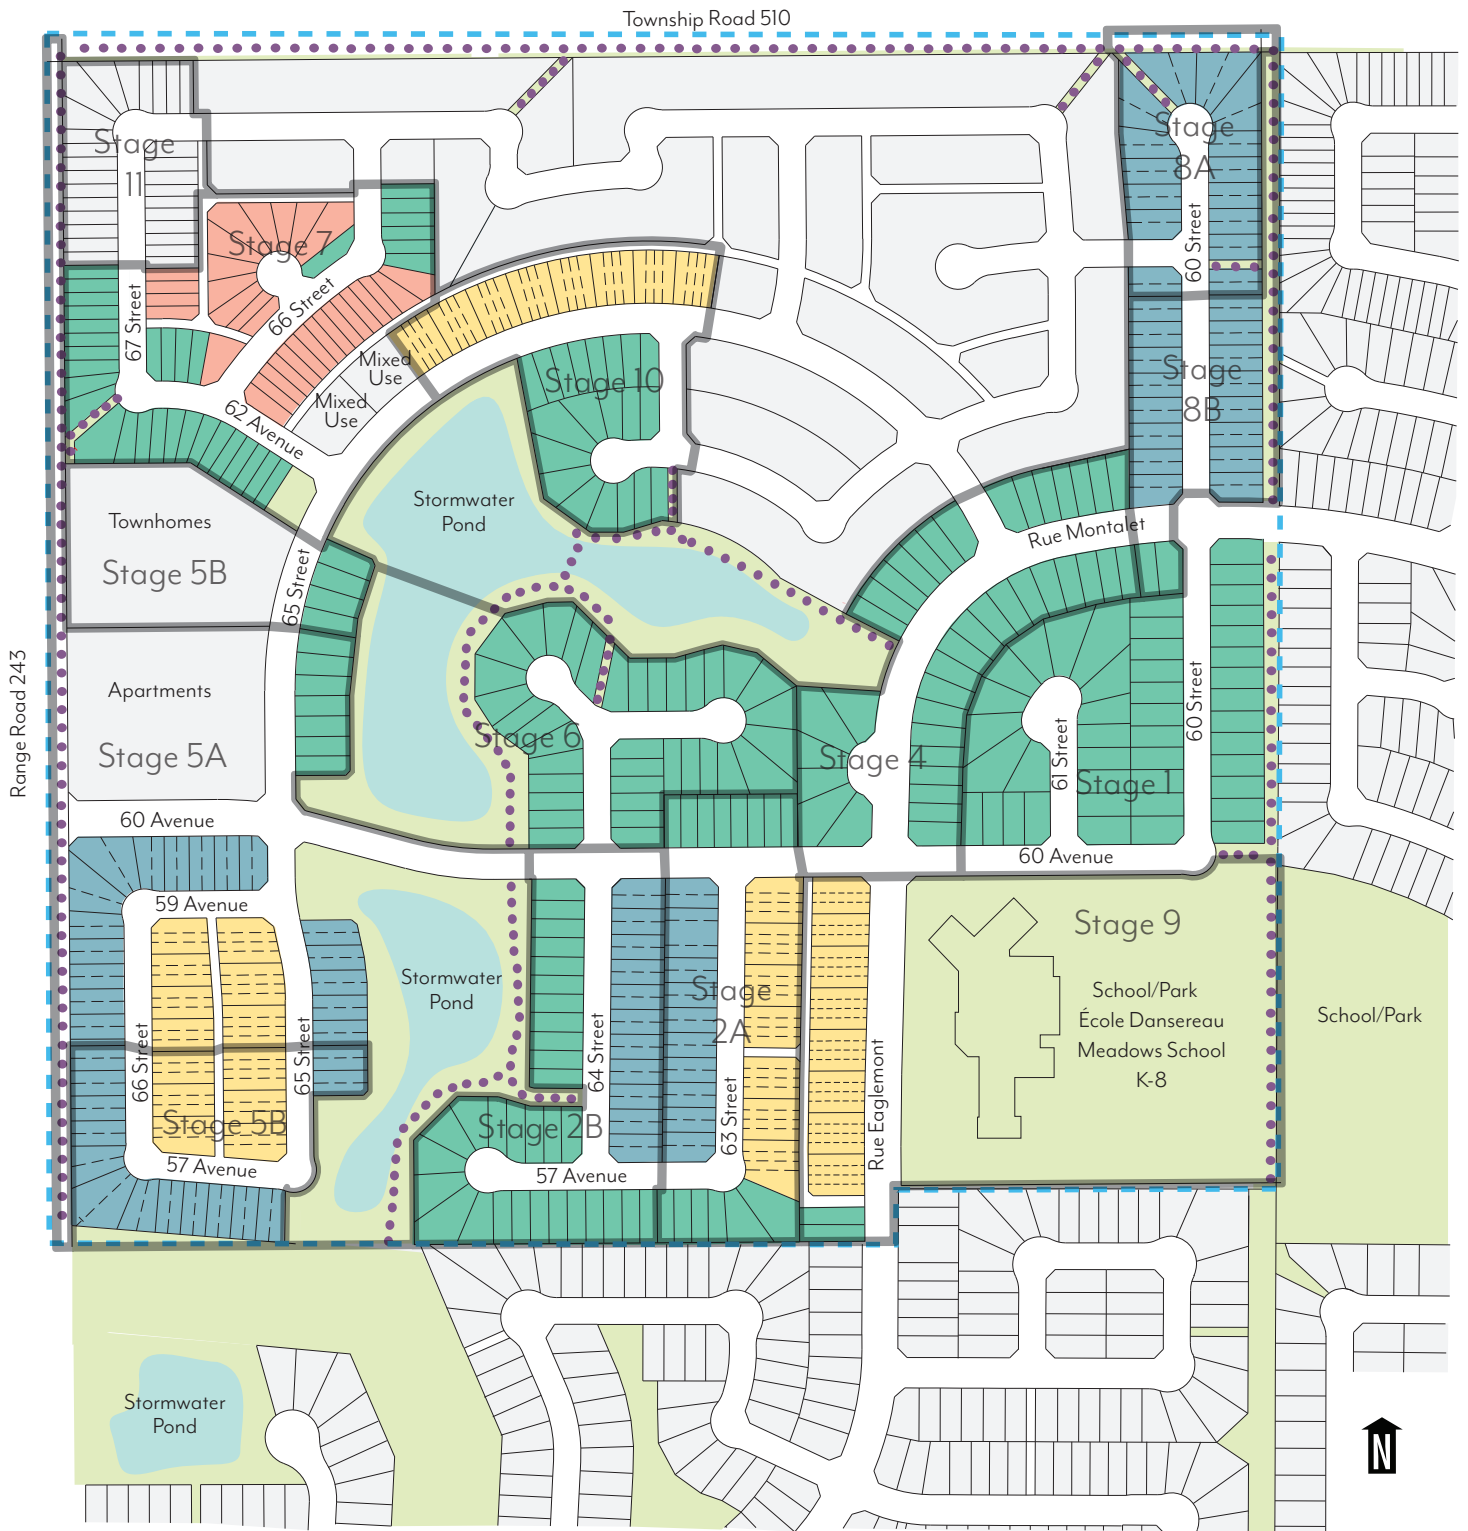 Township Road 510
Stage
11
Stage
8A
60 Street
Stage 7
66 Street
67 Street
Mixed
Use
Mixed
Use
62 Avenue
Stage 10
Stage
8B
Stormwater
Pond
Townhomes
Stage 5B
65 Street
Rue Montalet
Range Road 243
Apartments
Stage 5A
Stage 6
Stage 4
61 Street
Stage 1
60 Street
60 Avenue
60 Avenue
59 Avenue
Stage 9
Stormwater
Pond
Stage
2A
School/Park
École Dansereau
Meadows School
K-8
School/Park
66 Street
65 Street
64 Street
63 Street
Rue Eaglemont
Stage 5B
Stage 2B
57 Avenue
57 Avenue
Stormwater
Pond
N